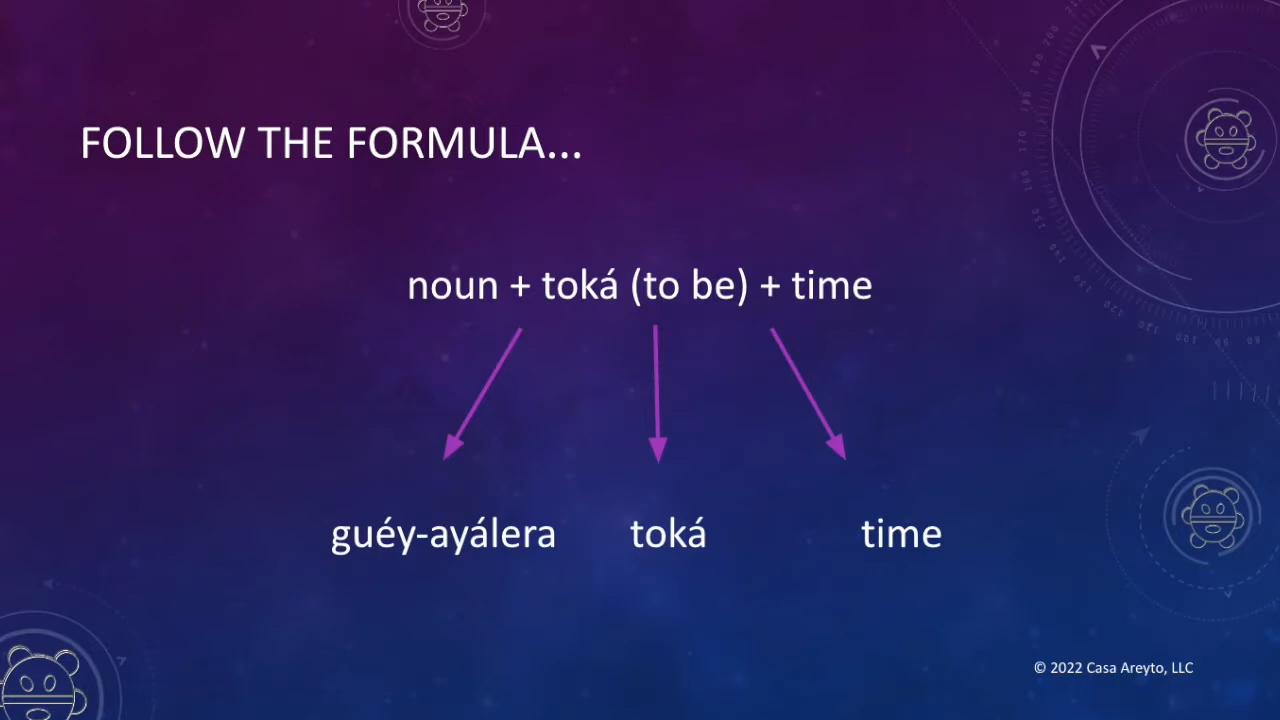 FOLLOW THE FORMULA...
noun + toká (to be) + time
guéy-ayálera toká time
© 2022 Casa Areyto, LLC